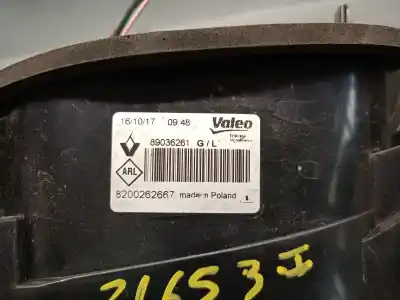 16/10/17 09:48 Valeo
89036261 G/L
ARL
8200262667 made in Poland L
21653 I